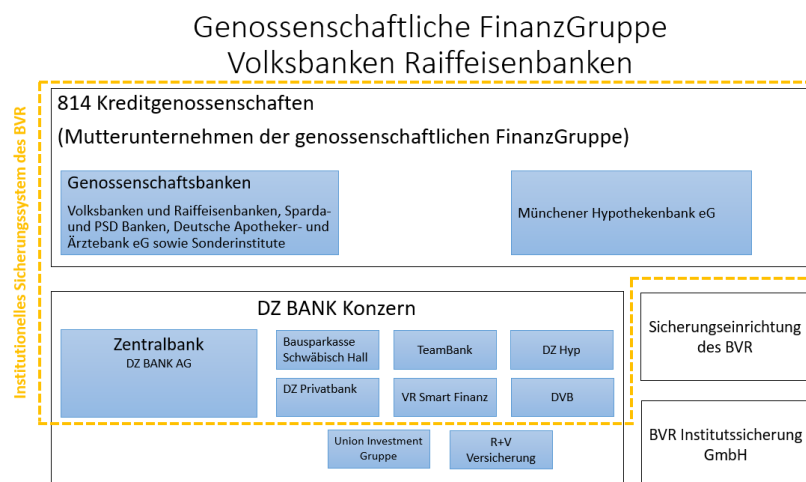 Genossenschaftliche FinanzGruppe
Volksbanken Raiffeisenbanken
Institutionelles Sicherungssystem des BVR
814 Kreditgenossenschaften
(Mutterunternehmen der genossenschaftlichen FinanzGruppe)
Genossenschaftsbanken
Volksbanken und Raiffeisenbanken, Sparda-
und PSD Banken, Deutsche Apotheker- und
Ärztebank eG sowie Sonderinstitute
Münchener Hypothekenbank eG
DZ BANK Konzern
Zentralbank
DZ BANK AG
Bausparkasse
Schwäbisch Hall
TeamBank
DZ Hyp
DZ Privatbank
VR Smart Finanz
DVB
Union Investment
Gruppe
R+V
Versicherung
Sicherungseinrichtung
des BVR
BVR Institutssicherung
GmbH